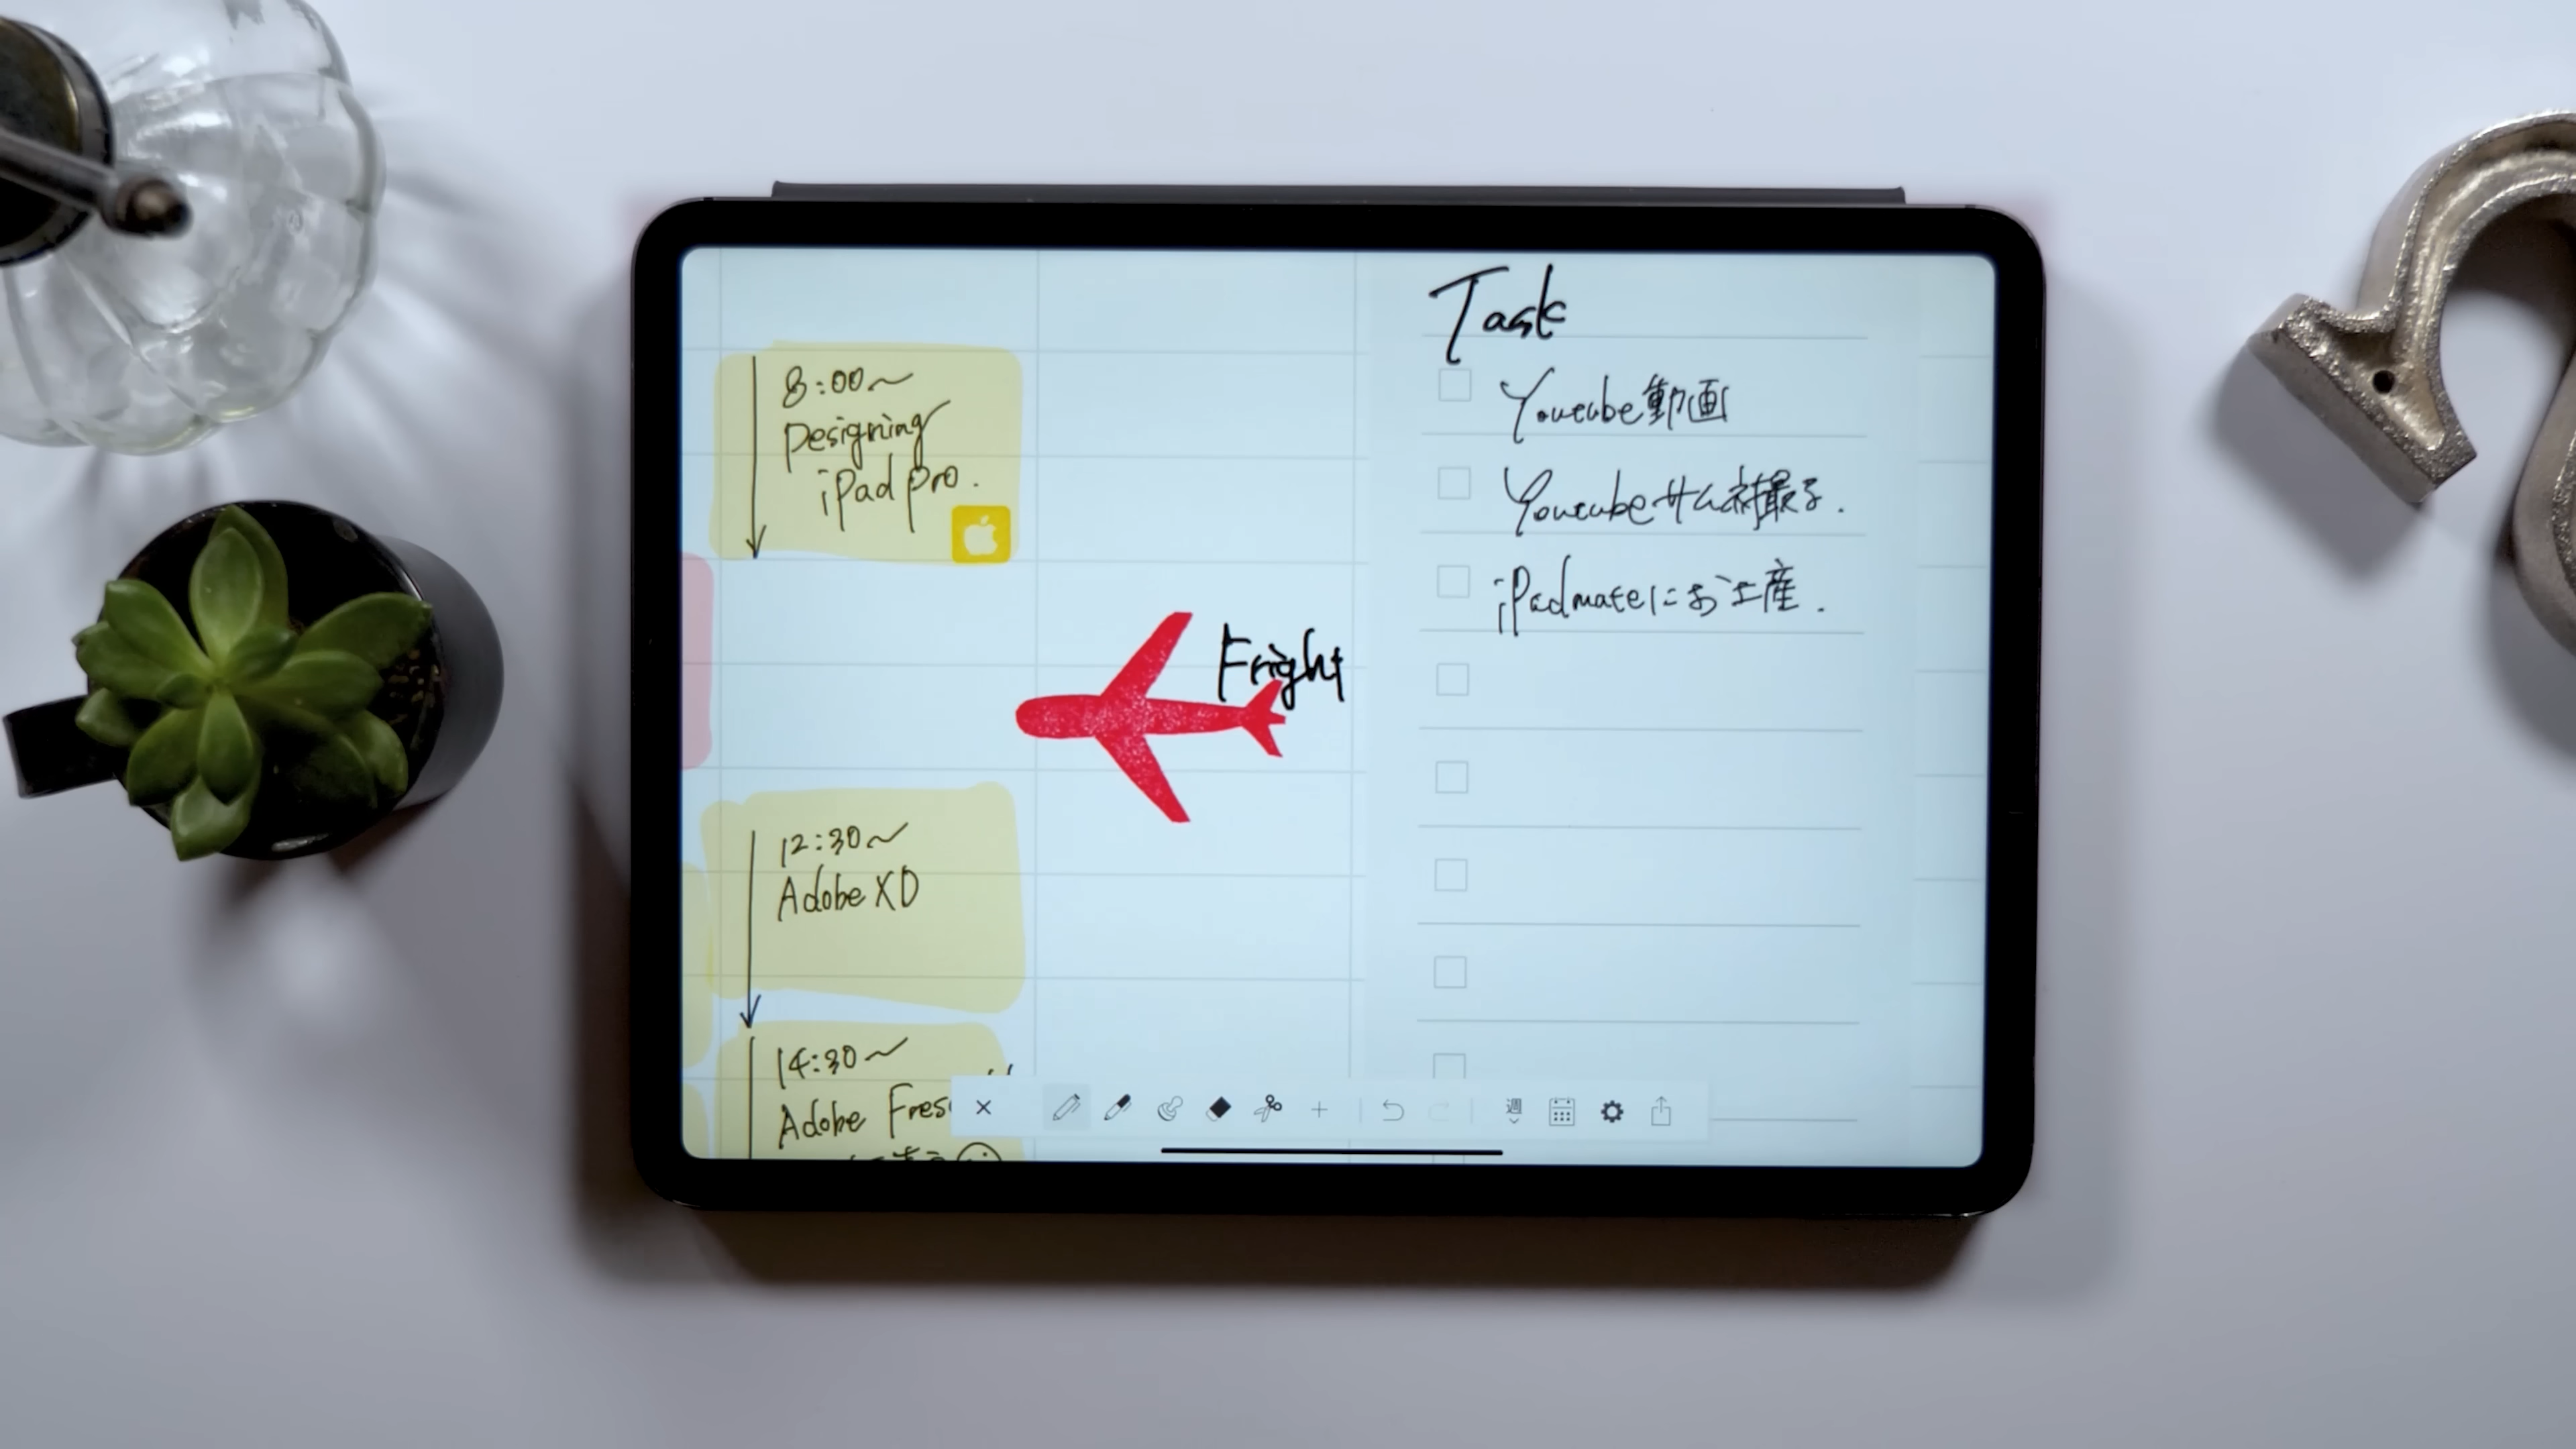 8:00〜
Designing
iPad pro.
12:30〜
Adobe XD
14:30〜
Adobe Fres
Fright
Task
Youtube動画
Youtubeサムネ撮る.
iPadmateにお土産.
週